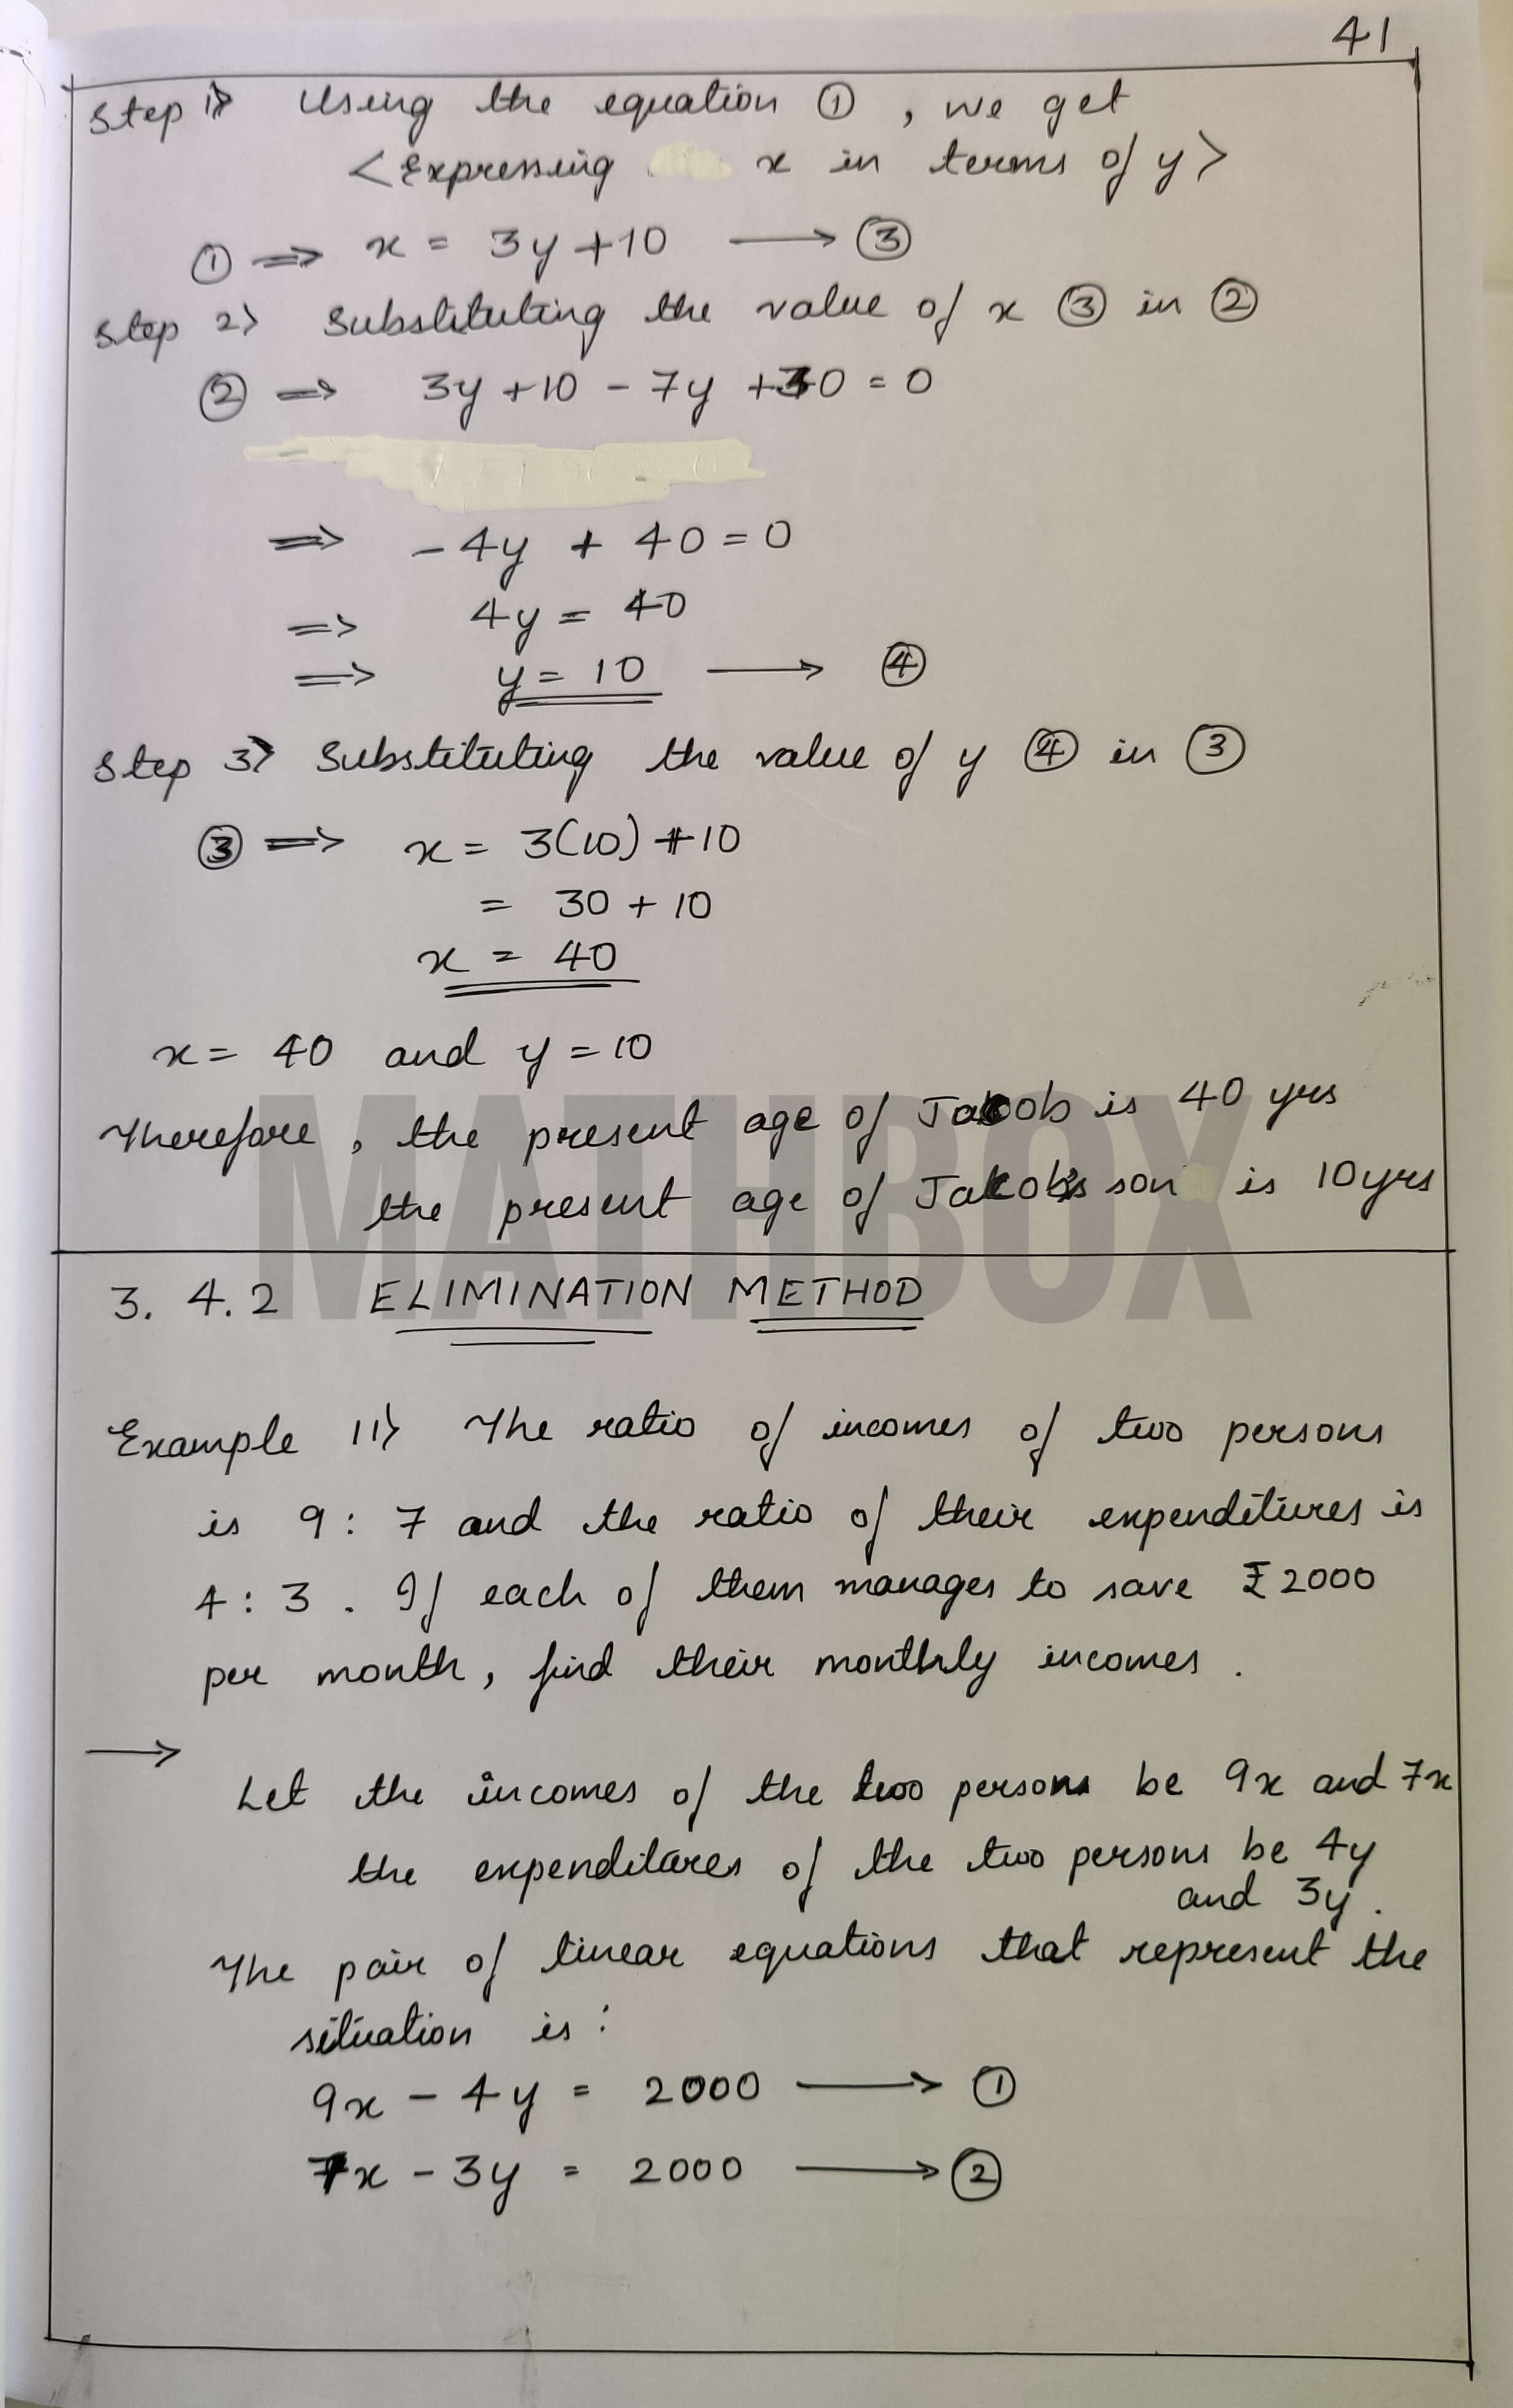 41
Step 1> Using the equation ①, we get
<Expressing x in terms of y>
① => x = 3y + 10 ⟶ ③
Step 2> Substituting the value of x ③ in ②
② => 3y + 10 - 7y + 30 = 0
=> - 4y + 40 = 0
=> 4y = 40
=> y = 10 ⟶ ④
Step 3> Substituting the value of y ④ in ③
③ => x = 3(10) + 10
= 30 + 10
x = 40
x = 40 and y = 10
Therefore, the present age of Jacob is 40 yrs
the present age of Jacob's son is 10 yrs
MATHBOX
3.4.2 ELIMINATION METHOD
Example 11> The ratio of incomes of two persons
is 9 : 7 and the ratio of their expenditures is
4 : 3. If each of them manages to save ₹ 2000
per month, find their monthly incomes.
⟶
Let the incomes of the two persons be 9x and 7x
the expenditures of the two persons be 4y
and 3y.
The pair of linear equations that represent the
situation is:
9x - 4y = 2000 ⟶ ①
7x - 3y = 2000 ⟶ ②